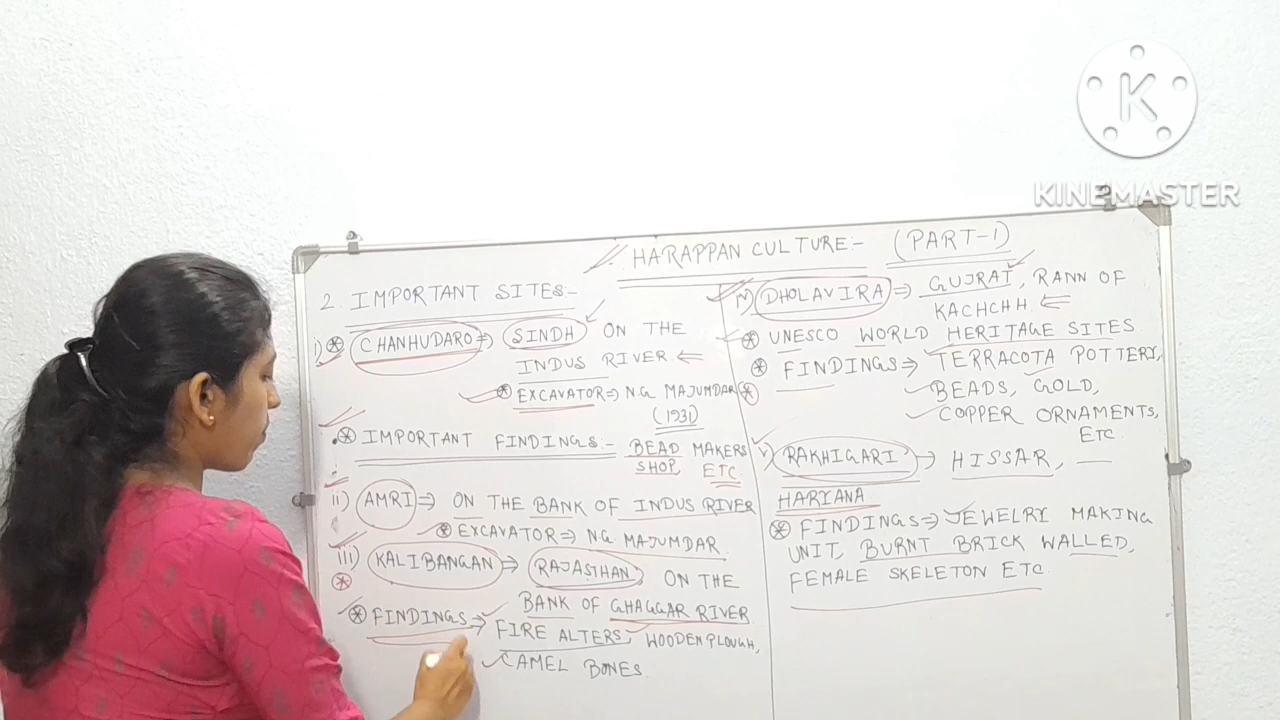 K
KINEMASTER
HARAPPAN CULTURE:- (PART-1)
2. IMPORTANT SITES:-
i) CHANHUDARO ⇒ SINDH ON THE
INDUS RIVER. ⇐
EXCAVATOR ⇒ N.G. MAJUMDAR
(1931)
IMPORTANT FINDINGS:- BEAD MAKERS
SHOP, ETC
ii) AMRI ⇒ ON THE BANK OF INDUS RIVER
EXCAVATOR ⇒ N.G. MAJUMDAR.
iii) KALIBANGAN ⇒ RAJASTHAN ON THE
BANK OF GHAGGAR RIVER
FINDINGS ⇒ FIRE ALTERS, WOODEN PLOUGH,
CAMEL BONES.
iv) DHOLAVIRA ⇒ GUJRAT, RANN OF
KACHCHH ⇐
UNESCO WORLD HERITAGE SITES
FINDINGS ⇒ TERRACOTA POTTERY,
BEADS, GOLD,
COPPER ORNAMENTS,
ETC.
v) RAKHIGARI → HISSAR,
HARYANA
FINDINGS ⇒ JEWELRY MAKING
UNIT, BURNT BRICK WALLED,
FEMALE SKELETON ETC